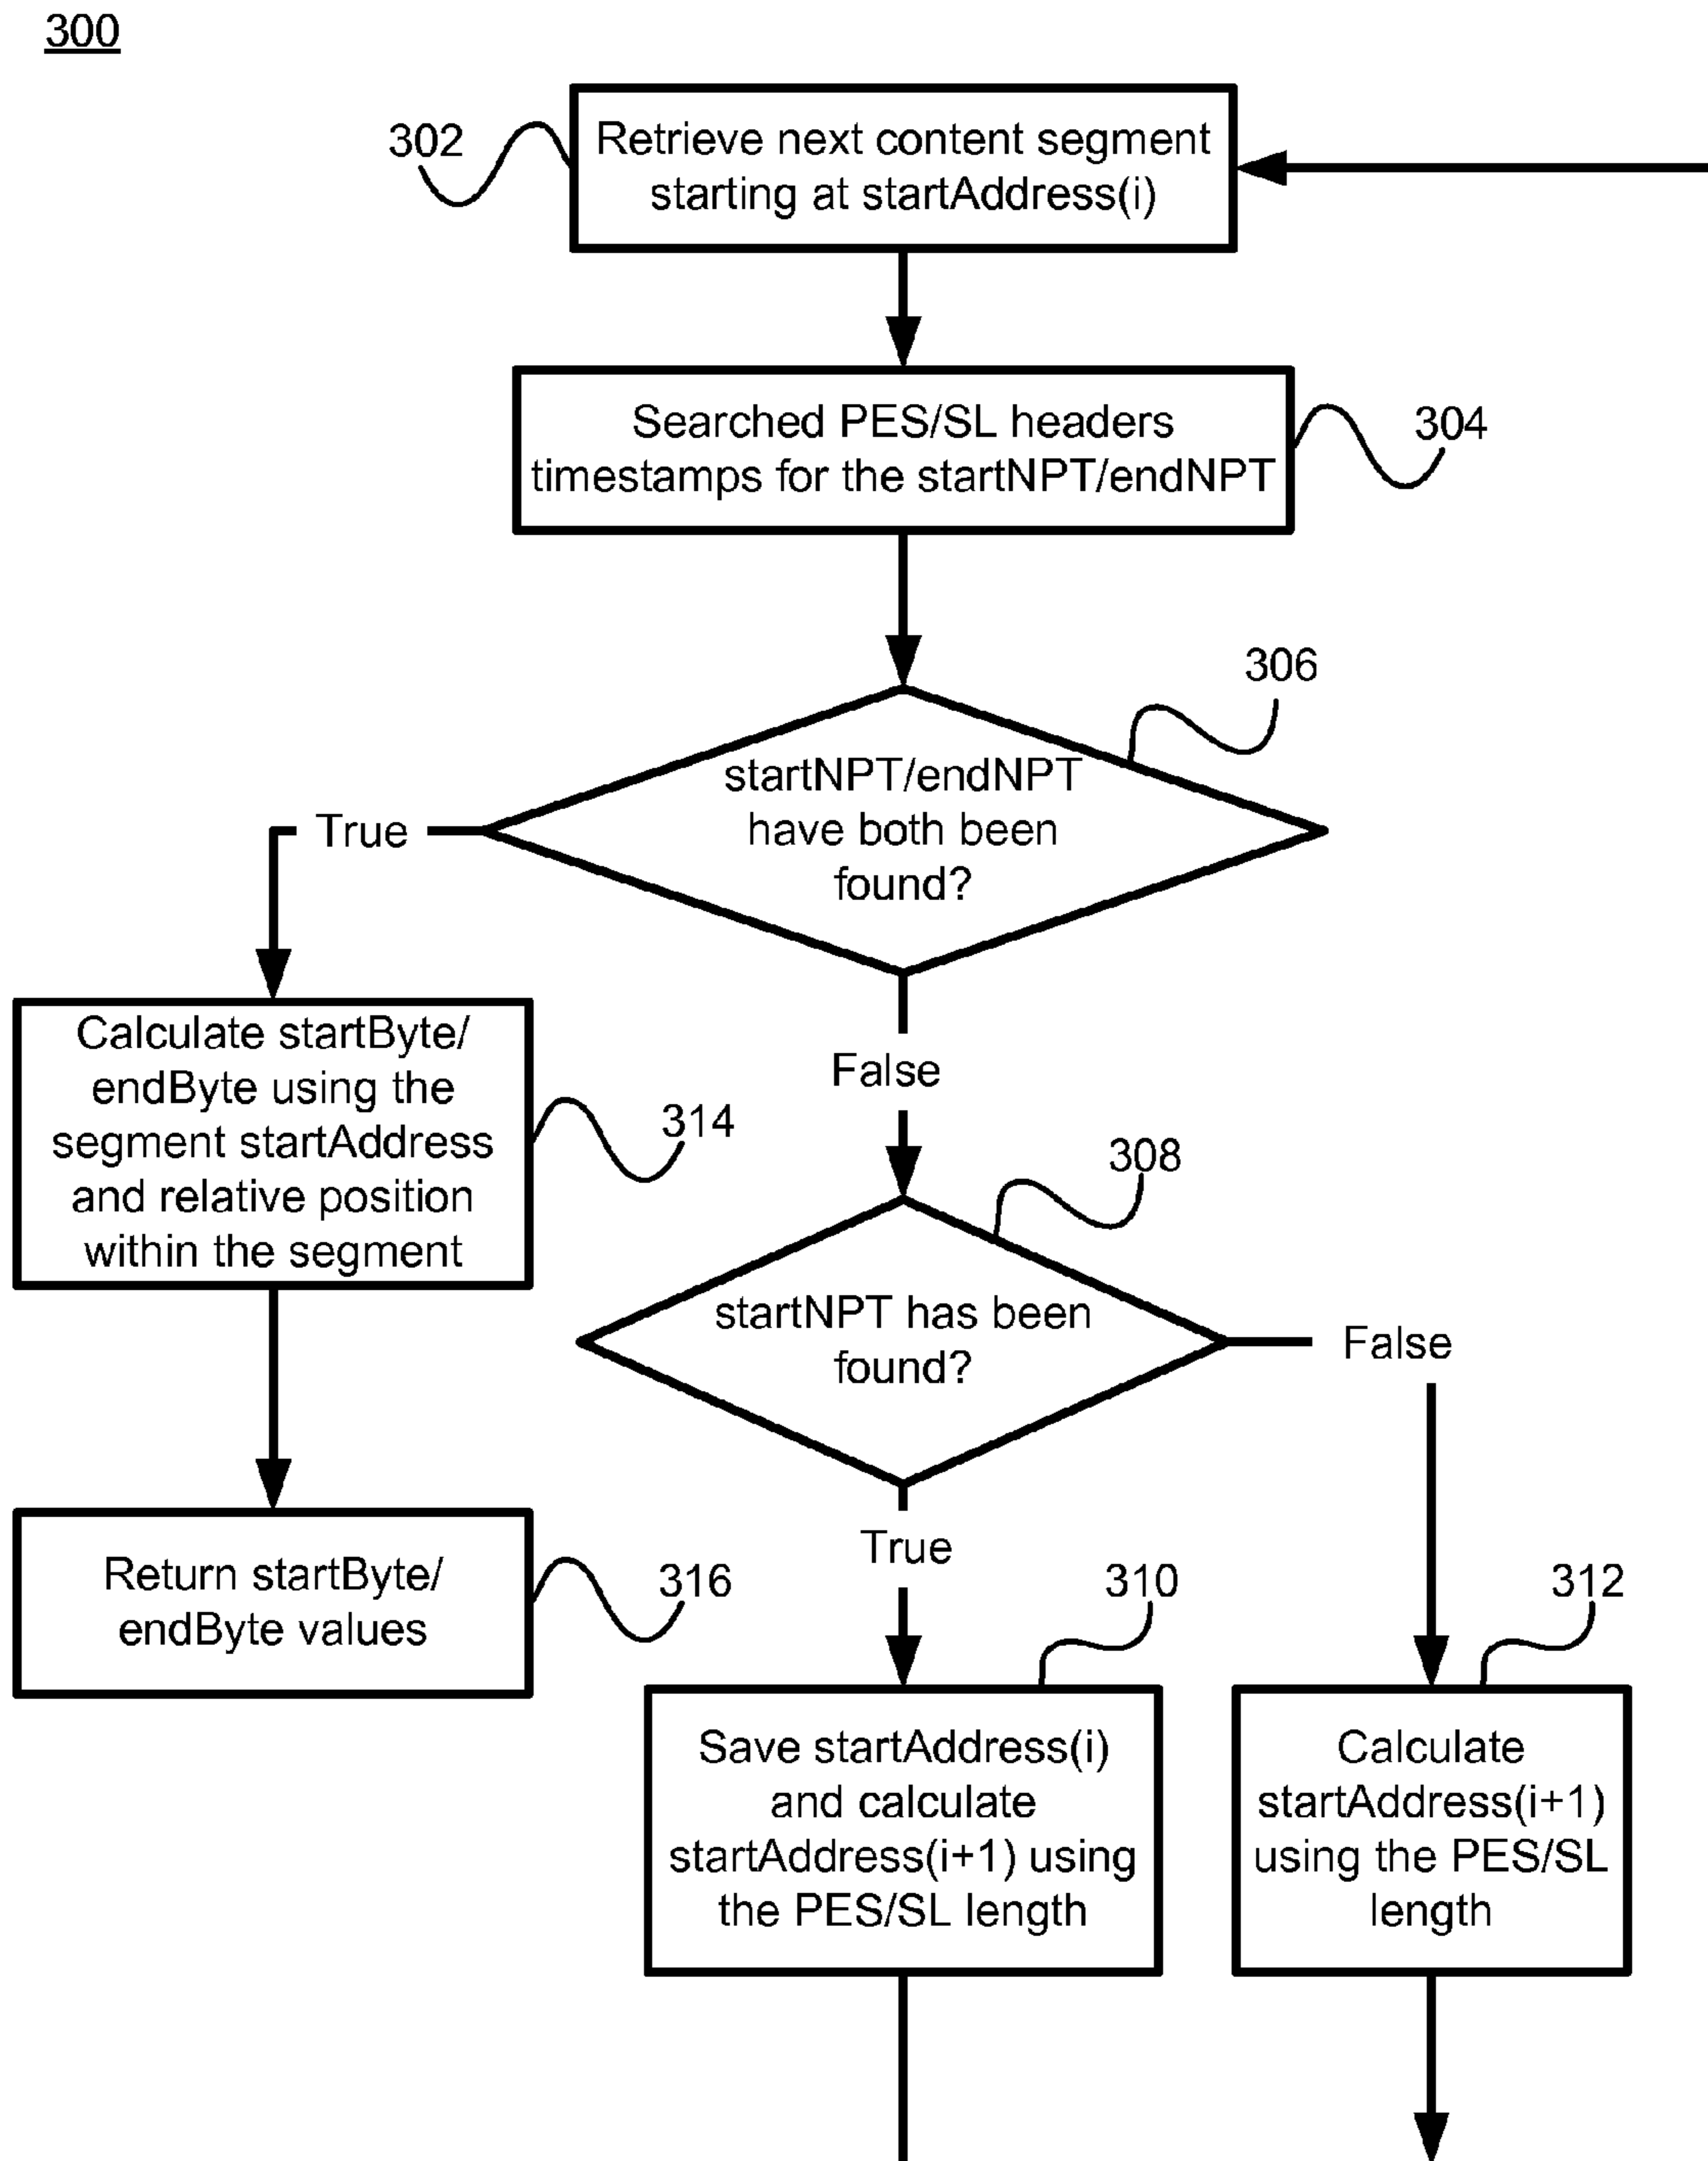 300
302
Retrieve next content segment
starting at startAddress(i)
Searched PES/SL headers
timestamps for the startNPT/endNPT
304
306
startNPT/endNPT
have both been
found?
True
False
Calculate startByte/
endByte using the
segment startAddress
and relative position
within the segment
314
308
startNPT has been
found?
False
True
Return startByte/
endByte values
316
310
312
Save startAddress(i)
and calculate
startAddress(i+1) using
the PES/SL length
Calculate
startAddress(i+1)
using the PES/SL
length